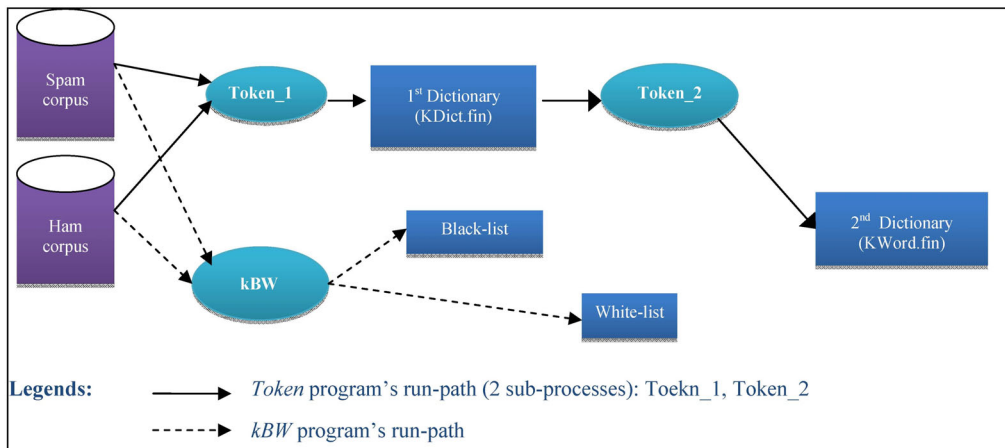 Spam
corpus
Token_1
1st Dictionary
(KDict.fin)
Token_2
Ham
corpus
Black-list
2nd Dictionary
(KWord.fin)
kBW
White-list
Legends:
Token program's run-path (2 sub-processes): Toekn_1, Token_2
kBW program's run-path